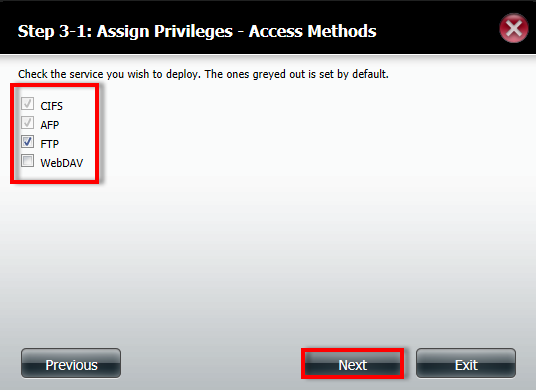 Step 3-1: Assign Privileges - Access Methods
Check the service you wish to deploy. The ones greyed out is set by default.
CIFS
AFP
FTP
WebDAV
Previous
Next
Exit